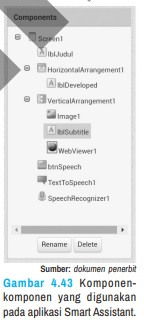 Components
Screen1
lblJudul
HorizontalArrangement1
lblDeveloped
VerticalArrangement1
Image1
lblSubtitle
WebViewer1
btnSpeech
TextToSpeech1
SpeechRecognizer1
Rename Delete
Sumber: dokumen penerbit
Gambar 4.43 Komponen-
komponen yang digunakan
pada aplikasi Smart Assistant.